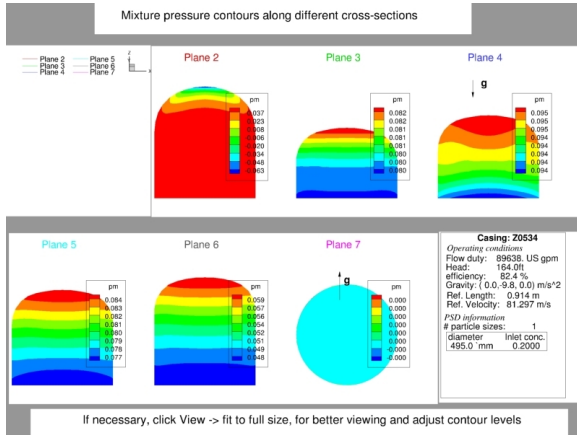 Mixture pressure contours along different cross-sections
Plane 2 Plane 5
Plane 3 Plane 6
Plane 4 Plane 7
Plane 2
pm
0.037
0.023
0.008
0.006
0.020
0.034
0.048
0.063
Plane 3
pm
0.082
0.082
0.081
0.081
0.081
0.080
0.080
0.080
Plane 4
g
pm
0.095
0.095
0.095
0.095
0.094
0.094
0.094
0.094
Plane 5
pm
0.084
0.083
0.082
0.081
0.080
0.079
0.078
0.077
Plane 6
pm
0.059
0.057
0.056
0.054
0.053
0.051
0.049
0.048
Plane 7
g
pm
0.000
0.000
0.000
0.000
0.000
-0.000
-0.000
-0.000
Casing: Z0534
Operating conditions
Flow duty: 89638. US gpm
Head: 164.0ft
efficiency: 82.4 %
Gravity: ( 0.0,-9.8, 0.0) m/s^2
Ref. Length: 0.914 m
Ref. Velocity: 81.297 m/s
PSD information
# particle sizes: 1
diameter Inlet conc.
495.0 `mm 0.2000
If necessary, click View -> fit to full size, for better viewing and adjust contour levels